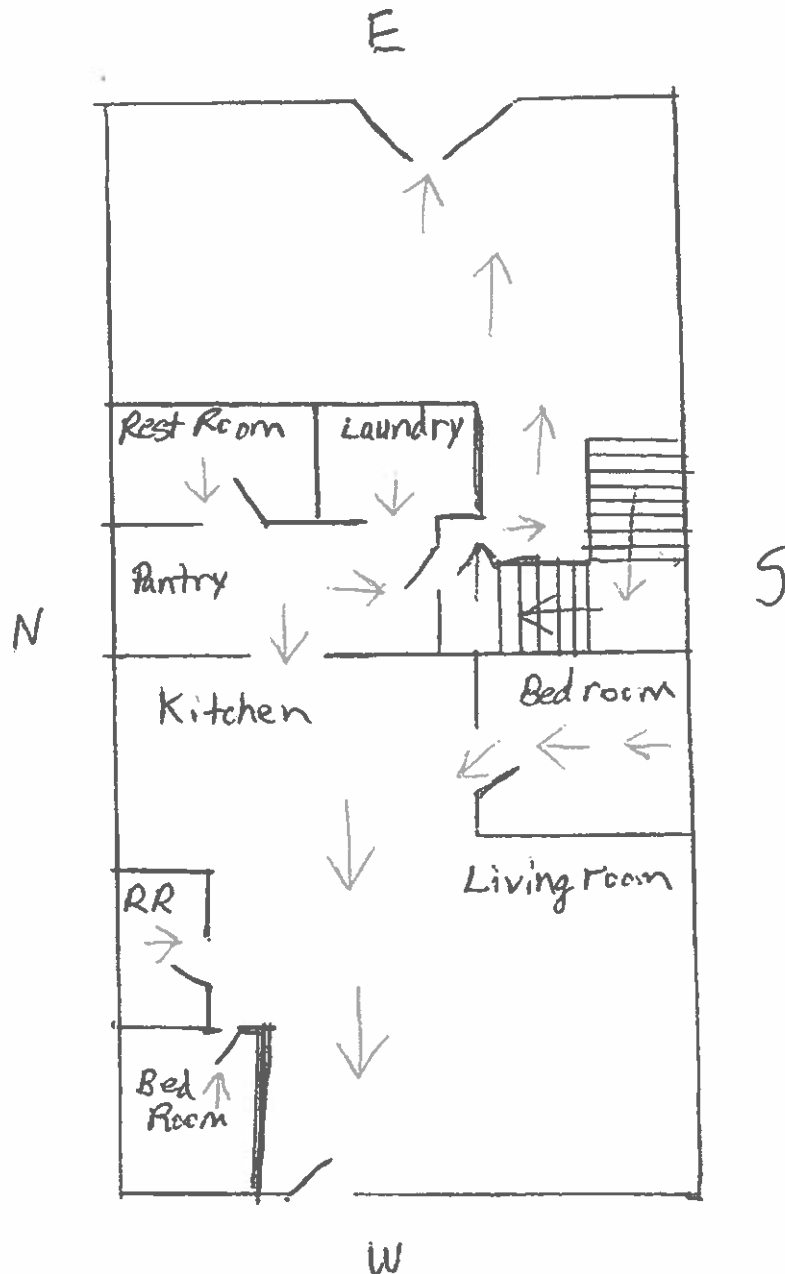 E
Rest Room
Laundry
Pantry
S
N
Kitchen
Bedroom
RR
Living room
Bed
Room
W